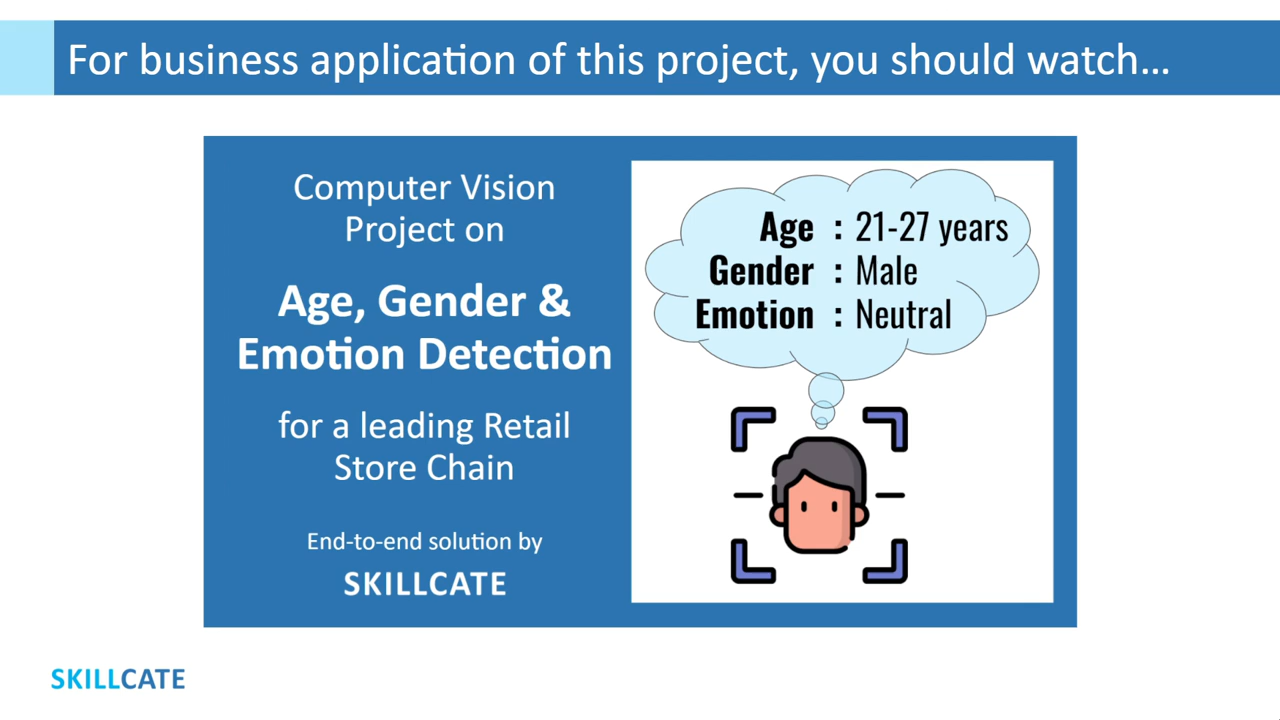 For business application of this project, you should watch...
Computer Vision
Project on
Age, Gender &
Emotion Detection
for a leading Retail
Store Chain
End-to-end solution by
SKILLCATE
Age : 21-27 years
Gender : Male
Emotion : Neutral
SKILLCATE